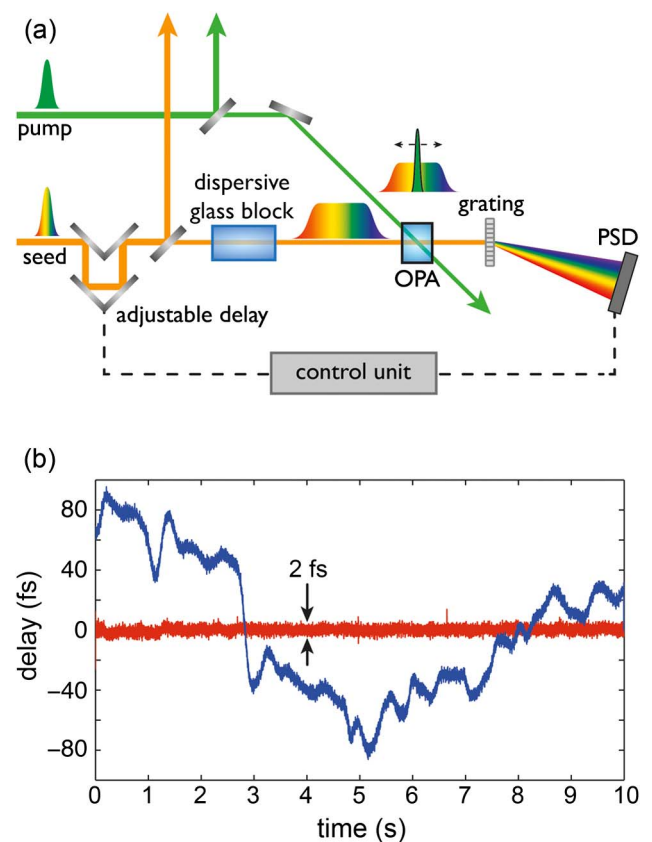 (a)
pump
dispersive
glass block
grating
PSD
seed
OPA
adjustable delay
control unit
(b)
80
40
0
−40
−80
delay (fs)
2 fs
0 1 2 3 4 5 6 7 8 9 10
time (s)